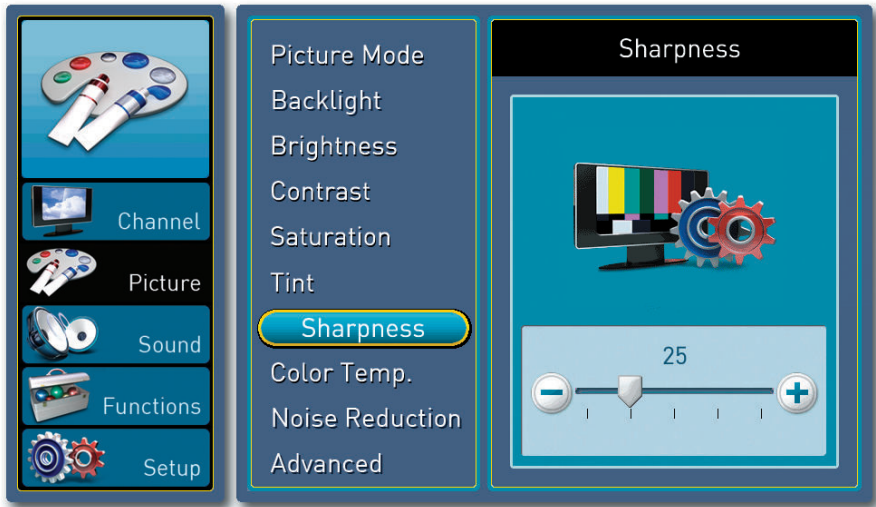 Channel
Picture
Sound
Functions
Setup
Picture Mode
Backlight
Brightness
Contrast
Saturation
Tint
Sharpness
Color Temp.
Noise Reduction
Advanced
Sharpness
25